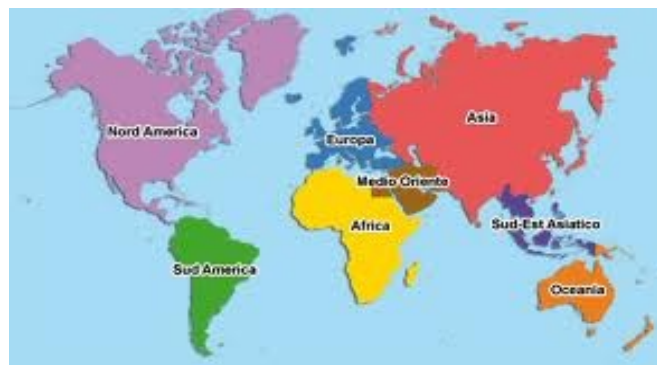 Nord America
Asia
Europa
Medio Oriente
Africa
Sud-Est Asiatico
Sud America
Oceania